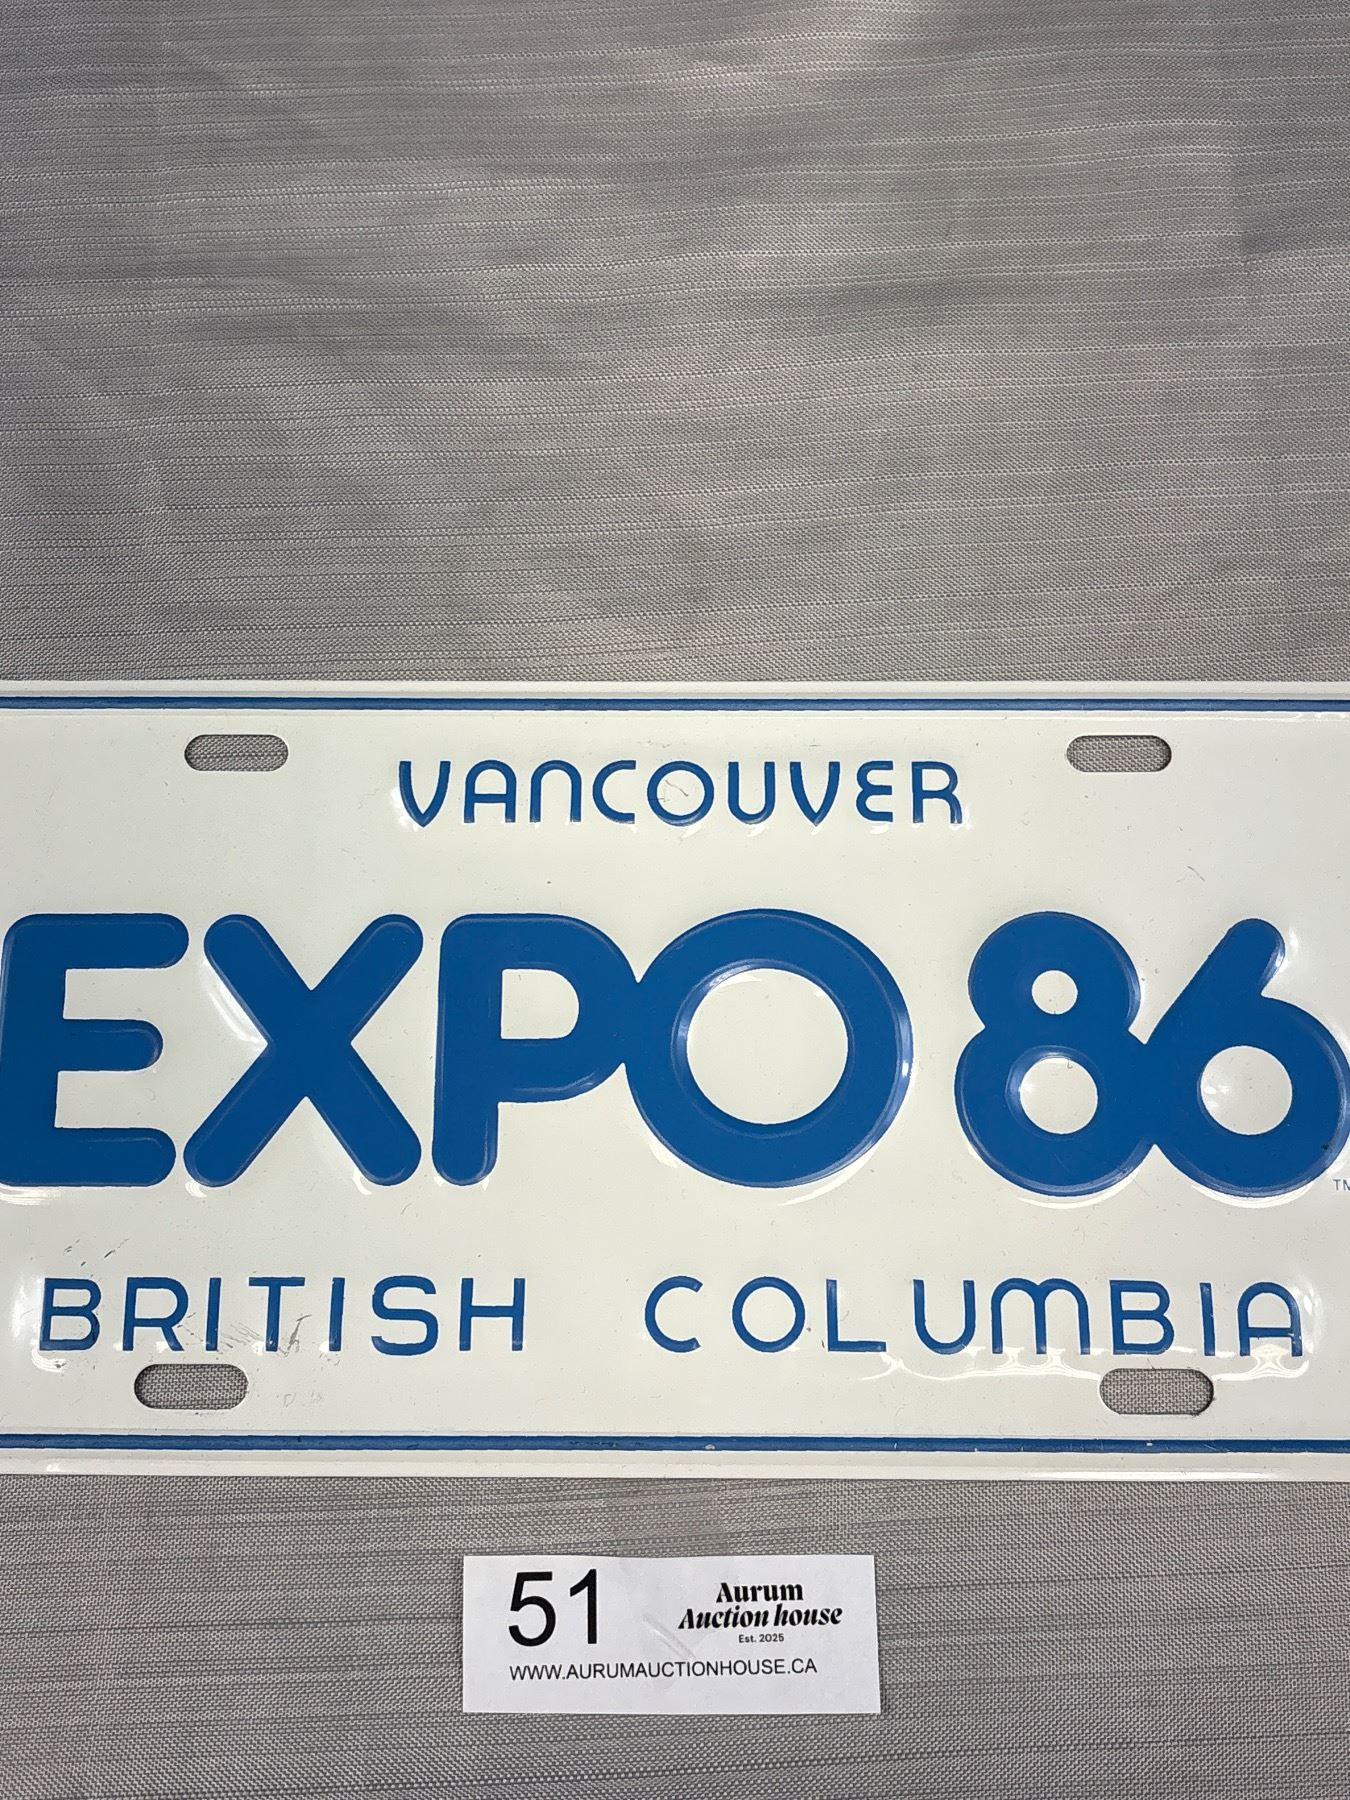 VANCOUVER
EXPO 86
TM
BRITISH COLUMBIA
51
Aurum
Auction house
Est. 2025
WWW.AURUMAUCTIONHOUSE.CA